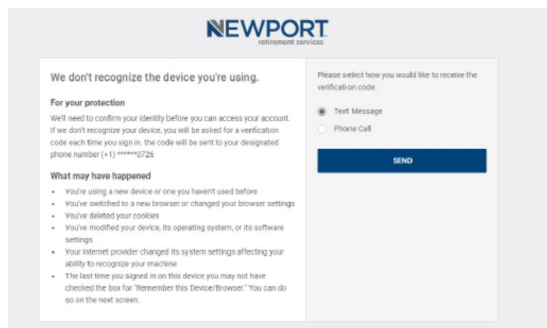 NEWPORT
retirement services
We don't recognize the device you're using.
For your protection
We'll need to confirm your identity before you can access your account.
If we don't recognize your device, you will be asked for a verification
code each time you sign in. the code will be sent to your designated
phone number (+1) ******0726
What may have happened
• You're using a new device or one you haven't used before
• You've switched to a new browser or changed your browser settings
• You've deleted your cookies
• You've modified your device, its operating system, or its software
settings
• Your internet provider changed its system settings affecting your
ability to recognize your machine
• The last time you signed in on this device you may not have
checked the box for "Remember this Device/Browser." You can do
so on the next screen.
Please select how you would like to receive the
verification code:
Text Message
Phone Call
SEND